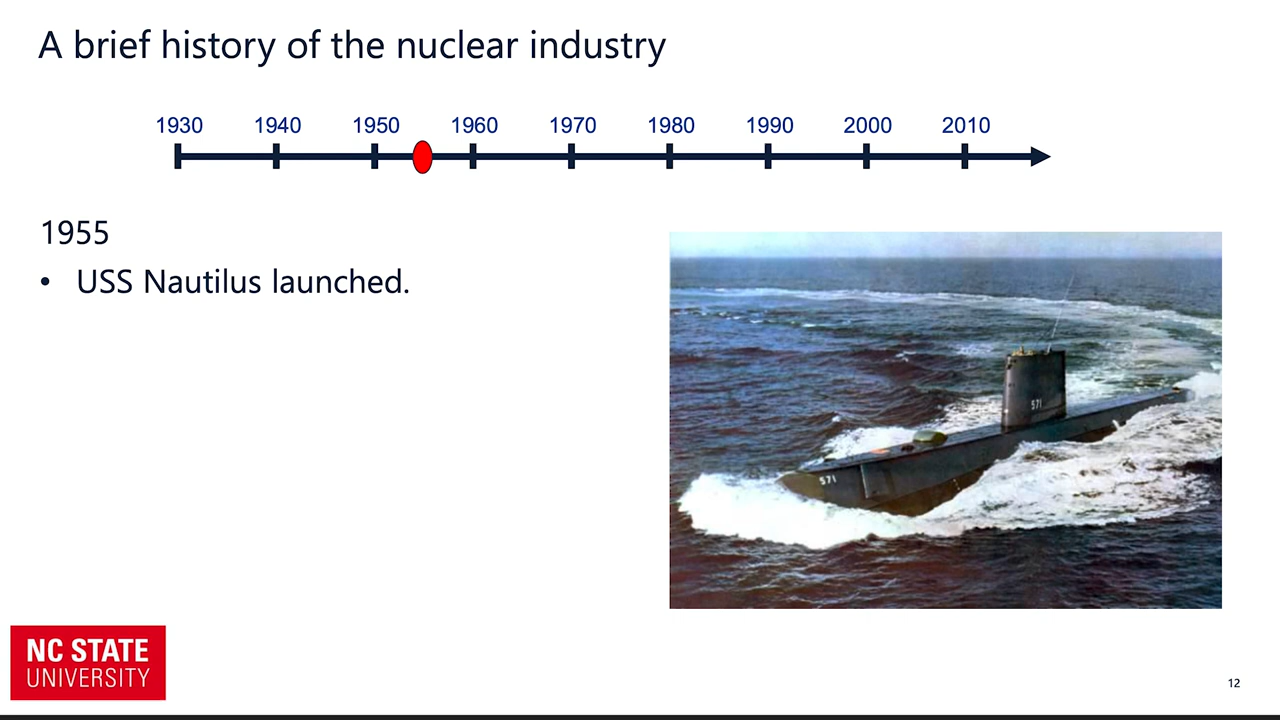 A brief history of the nuclear industry
1930 1940 1950 1960 1970 1980 1990 2000 2010
1955
• USS Nautilus launched.
571
571
NC STATE
UNIVERSITY
12